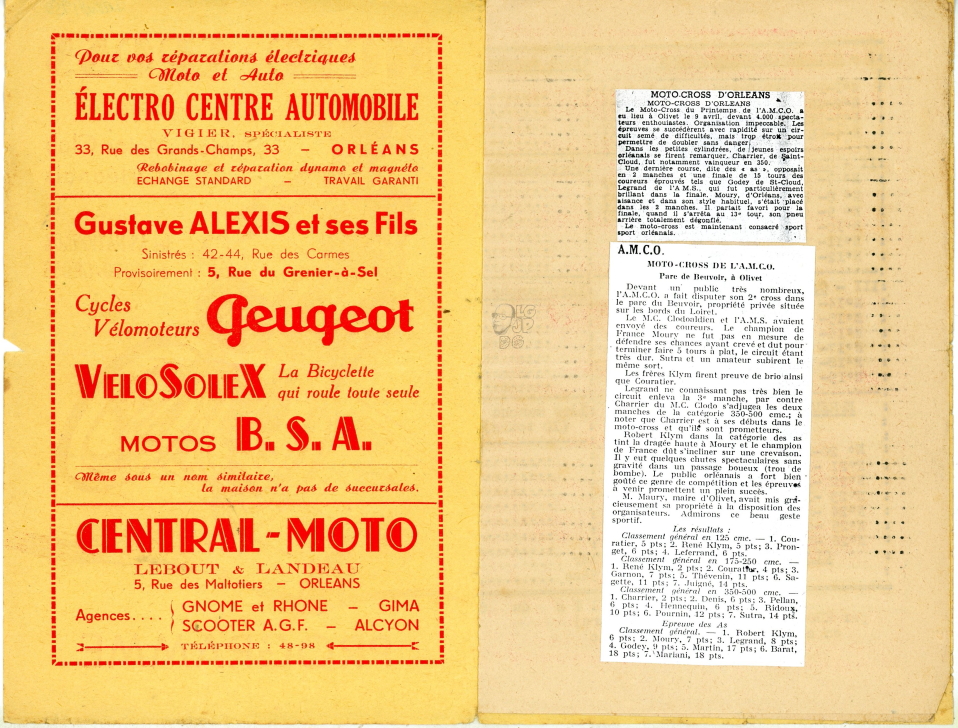 Pour vos réparations électriques
Moto et Auto
ÉLECTRO CENTRE AUTOMOBILE
VIGIER, SPÉCIALISTE
33, Rue des Grands-Champs, 33 — ORLÉANS
Rebobinage et réparation dynamo et magnéto
ECHANGE STANDARD — TRAVAIL GARANTI
Gustave ALEXIS et ses Fils
Sinistrés : 42-44, Rue des Carmes
Provisoirement : 5, Rue du Grenier-à-Sel
Cycles
Vélomoteurs Peugeot
VELOSOLEX La Bicyclette
qui roule toute seule
MOTOS B. S. A.
Même sous un nom similaire,
la maison n'a pas de succursales.
CENTRAL-MOTO
LEBOUT & LANDEAU
5, Rue des Maltotiers — ORLEANS
Agences.... GNOME et RHONE — GIMA
SCOOTER A.G.F. — ALCYON
TÉLÉPHONE : 48-98
MOTO-CROSS D'ORLEANS
MOTO-CROSS D'ORLEANS
Le Moto-Cross du Printemps de l'A.M.C.O. a
eu lieu à Olivet le 9 avril, devant 4.000 specta-
teurs enthoulastes. Organisation impeccable. Les
épreuves se succédèrent avec rapidité sur un cir-
cuit semé de difficultés, mais trop étroit pour
permettre de doubler sans danger.
Dans les petites cylindrées, de jeunes espoirs
orléanais se firent remarquer. Charrier, de Saint-
Cloud, fut notamment vainqueur en 350.
Une dernière course, dite des « as », opposait
en 2 manches et une finale de 15 tours des
coureurs éprouvés tels que Godey de St-Cloud,
Legrand de l'A M.S., qui fut particulièrement
brillant dans la finale. Moury, d'Orléans, avec
aisance et dans son style habituel, s'était placé
dans les 2 manches. Il partait favori pour la
finale, quand il s'arrêta au 13e tour, son pneu
arrière totalement dégonflé.
Le moto-cross est maintenant consacré sport
sport orléanais.
A.M.C.O.
MOTO-CROSS DE L'A.M.C.O.
Parc de Beuvoir, à Olivet
Devant un public très nombreux,
l'A.M.C.O. a fait disputer son 2e cross dans
le parc du Beuvoir, propriété privée située
sur les bords du Loiret.
Le M.C. Clodoaldien et l'A.M.S. avaient
envoyé des coureurs. Le champion de
France Moury ne fut pas en mesure de
défendre ses chances ayant crevé et dut pour
terminer faire 5 tours à plat, le circuit étant
très dur. Sutra et un amateur subirent le
même sort.
Les frères Klym firent preuve de brio ainsi
que Couratier.
Legrand ne connaissant pas très bien le
circuit enleva la 3e manche, par contre
Charrier du M.C. Clodo s'adjugea les deux
manches de la catégorie 350-500 cmc.; à
noter que Charrier est à ses débuts dans le
moto-cross et qu'ils sont prometteurs.
Robert Klym dans la catégorie des as
tint la dragée haute à Moury et le champion
de France dût s'incliner sur une crevaison.
Il y eut quelques chutes spectaculaires sans
gravité dans un passage boueux (trou de
bombe). Le public orléanais a fort bien
goûté ce genre de compétition et les épreuves
à venir promettent un plein succès.
M. Maury, maire d'Olivet, avait mis gra-
cieusement sa propriété à la disposition des
organisateurs. Admirons ce beau geste
sportif.
Les résultats :
Classement général en 125 cmc. — 1. Cou-
ratier, 5 pts; 2. René Klym, 5 pts; 3. Pron-
get, 6 pts; 4. Leferrand, 6 pts.
Classement général en 175-250 cmc. —
1. René Klym, 2 pts; 2. Couratier, 4 pts; 3.
Garnon, 7 pts; 5. Thévenin, 11 pts; 6. Sa-
gette, 11 pts; 7. Juigné, 14 pts.
Classement général en 350-500 cmc. —
1. Charrier, 2 pts; 2. Denis, 6 pts; 3. Pellan,
6 pts; 4. Hennequin, 6 pts; 5. Ridoux,
10 pts; 6. Pournin, 12 pts; 7. Sutra, 14 pts.
Epreuve des As
Classement général. — 1. Robert Klym,
6 pts; 2. Moury, 7 pts; 3. Legrand, 8 pts;
4. Godey, 9 pts; 5. Martin, 17 pts; 6. Barat,
18 pts; 7. Mariani, 18 pts.